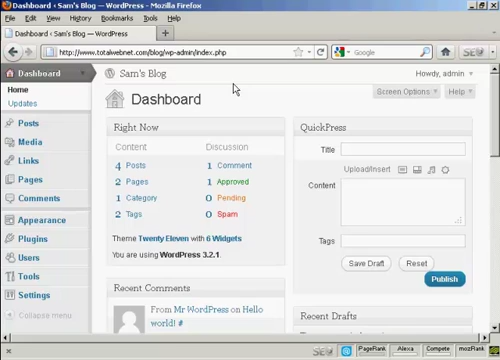 Dashboard ‹ Sam's Blog — WordPress - Mozilla Firefox
File Edit View History Bookmarks Tools Help
Dashboard ‹ Sam's Blog — WordPress
http://www.totalwebnet.com/blog/wp-admin/index.php
Google
SEO
Dashboard
Sam's Blog
Howdy, admin
Home
Updates
Dashboard
Screen Options
Help
Posts
Media
Links
Pages
Comments
Appearance
Plugins
Users
Tools
Settings
Collapse menu
Right Now
Content Discussion
4 Posts 1 Comment
2 Pages 1 Approved
1 Category 0 Pending
2 Tags 0 Spam
Theme Twenty Eleven with 6 Widgets
You are using WordPress 3.2.1.
Recent Comments
From Mr WordPress on Hello
world! #
QuickPress
Title
Upload/Insert
Content
Tags
Save Draft
Reset
Publish
Recent Drafts
SEO
PageRank
Alexa
Compete
mozRank